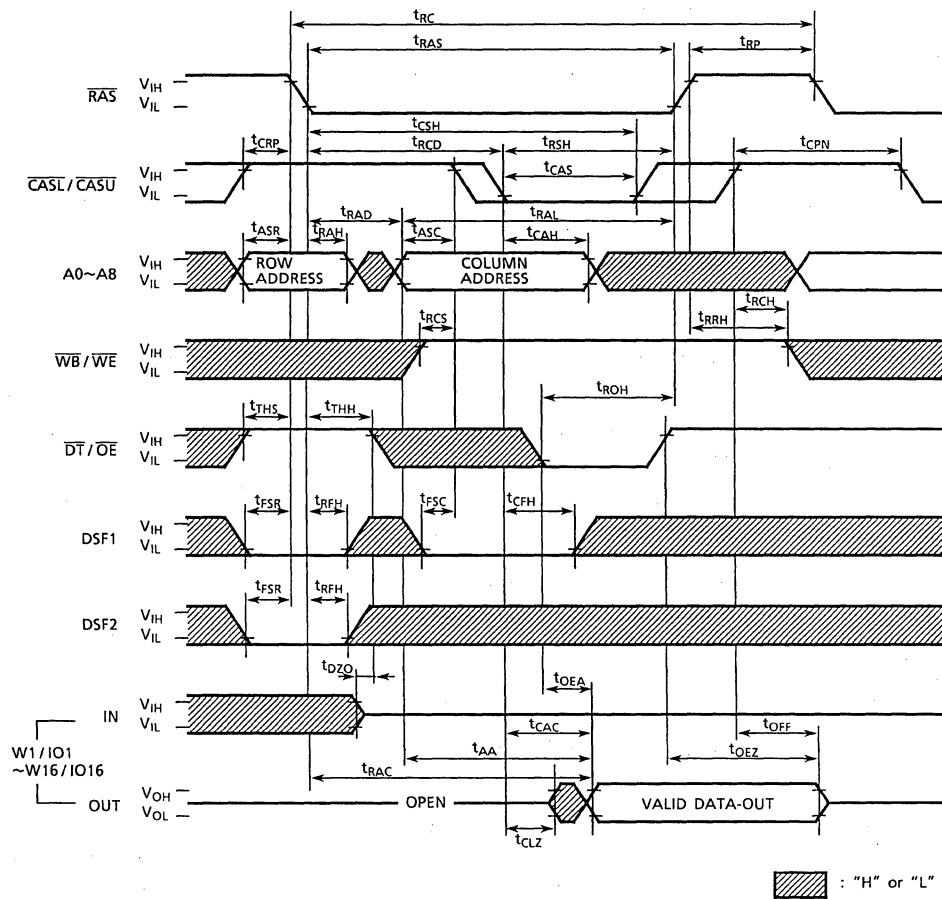 tRC
tRAS
tRP
RAS
VIH
VIL
tCSH
tCRP
tRCD
tRSH
tCPN
CASL / CASU
VIH
VIL
tCAS
tRAD
tRAL
tASR
tRAH
tASC
tCAH
A0~A8
VIH
VIL
ROW ADDRESS
COLUMN ADDRESS
tRCS
tRCH
tRRH
WB / WE
VIH
VIL
tROH
tTHS
tTHH
DT / OE
VIH
VIL
tFSR
tRFH
tFSC
tCFH
DSF1
VIH
VIL
tFSR
tRFH
DSF2
VIH
VIL
tDZO
tOEA
IN
VIH
VIL
W1 / IO1
~W16 / IO16
tCAC
tOFF
tAA
tOEZ
tRAC
OUT
VOH
VOL
OPEN
VALID DATA-OUT
tCLZ
: "H" or "L"